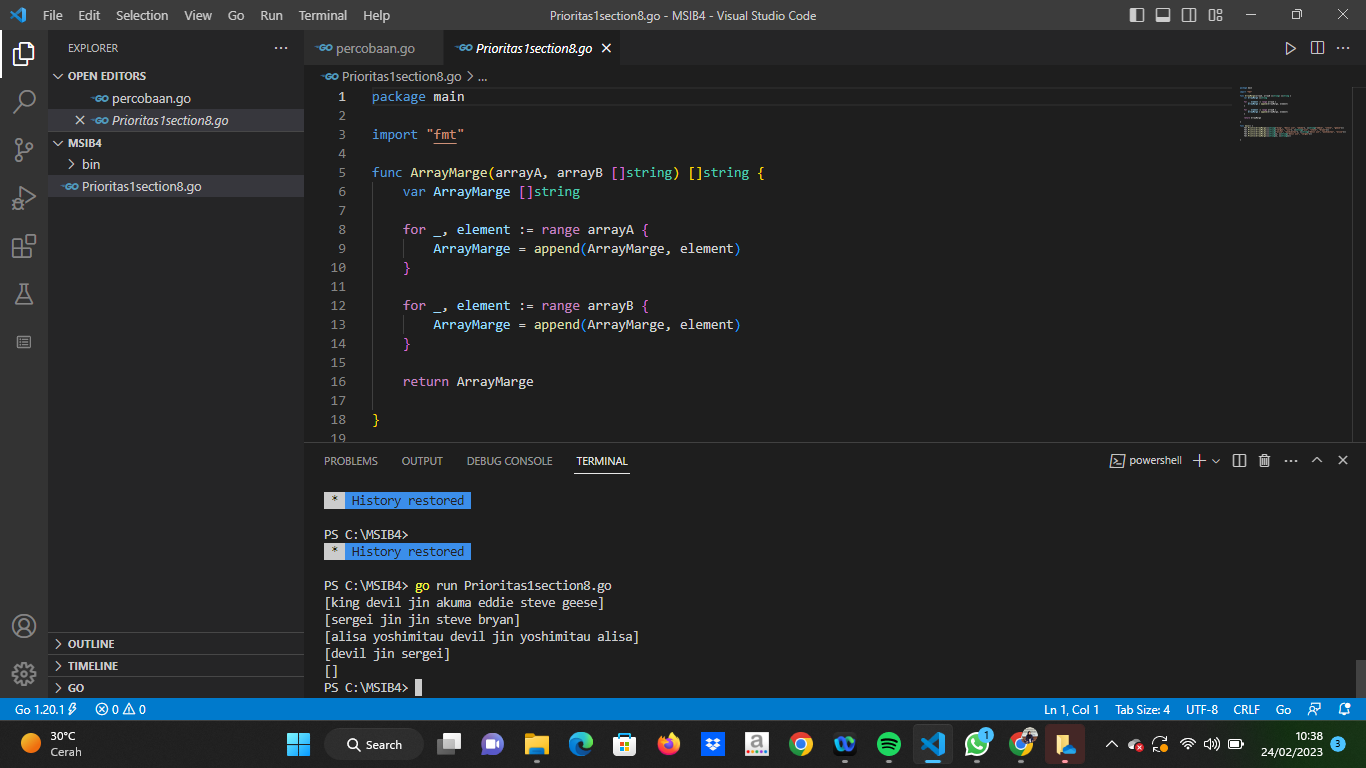 File Edit Selection View Go Run Terminal Help Prioritas1section8.go - MSIB4 - Visual Studio Code
EXPLORER
OPEN EDITORS
percobaan.go
Prioritas1section8.go
MSIB4
bin
Prioritas1section8.go
OUTLINE
TIMELINE
GO
percobaan.go Prioritas1section8.go
Prioritas1section8.go > ...
1 package main
2
3 import "fmt"
4
5 func ArrayMarge(arrayA, arrayB []string) []string {
6 var ArrayMarge []string
7
8 for _, element := range arrayA {
9 ArrayMarge = append(ArrayMarge, element)
10 }
11
12 for _, element := range arrayB {
13 ArrayMarge = append(ArrayMarge, element)
14 }
15
16 return ArrayMarge
17
18 }
19
PROBLEMS OUTPUT DEBUG CONSOLE TERMINAL powershell
* History restored
PS C:\MSIB4>
* History restored
PS C:\MSIB4> go run Prioritas1section8.go
[king devil jin akuma eddie steve geese]
[sergei jin jin steve bryan]
[alisa yoshimitau devil jin yoshimitau alisa]
[devil jin sergei]
[]
PS C:\MSIB4>
Go 1.20.1 0 0 Ln 1, Col 1 Tab Size: 4 UTF-8 CRLF Go
30°C
Cerah
Search
1
10:38
24/02/2023
3